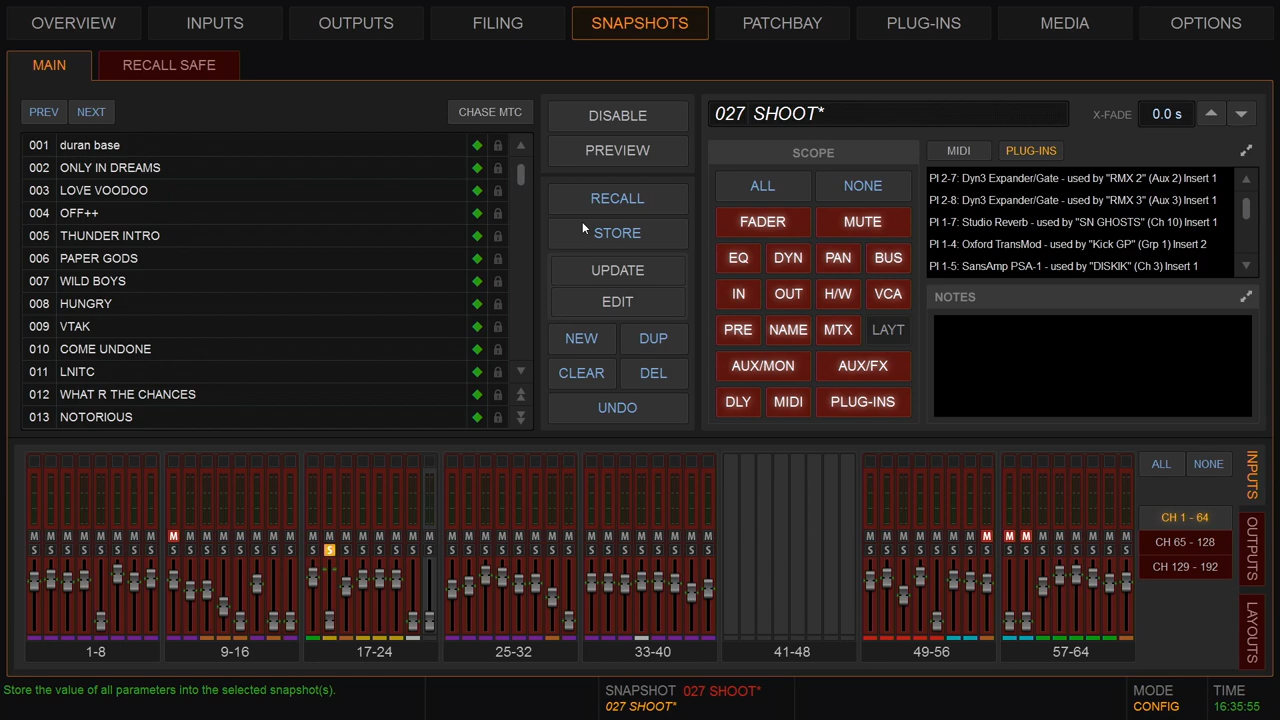 OVERVIEW INPUTS OUTPUTS FILING SNAPSHOTS PATCHBAY PLUG-INS MEDIA OPTIONS
MAIN RECALL SAFE
PREV NEXT CHASE MTC
001 duran base
002 ONLY IN DREAMS
003 LOVE VOODOO
004 OFF++
005 THUNDER INTRO
006 PAPER GODS
007 WILD BOYS
008 HUNGRY
009 VTAK
010 COME UNDONE
011 LNITC
012 WHAT R THE CHANCES
013 NOTORIOUS
DISABLE
PREVIEW
RECALL
STORE
UPDATE
EDIT
NEW DUP
CLEAR DEL
UNDO
027 SHOOT* X-FADE 0.0 s
SCOPE
ALL NONE
FADER MUTE
EQ DYN PAN BUS
IN OUT H/W VCA
PRE NAME MTX LAYT
AUX/MON AUX/FX
DLY MIDI PLUG-INS
MIDI PLUG-INS
PI 2-7: Dyn3 Expander/Gate - used by "RMX 2" (Aux 2) Insert 1
PI 2-8: Dyn3 Expander/Gate - used by "RMX 3" (Aux 3) Insert 1
PI 1-7: Studio Reverb - used by "SN GHOSTS" (Ch 10) Insert 1
PI 1-4: Oxford TransMod - used by "Kick GP" (Grp 1) Insert 2
PI 1-5: SansAmp PSA-1 - used by "DISKIK" (Ch 3) Insert 1
NOTES
M M M M M M M M M M M M M M M M M M M M M M M M M M M M M M M M M M M M M M M M M M M M M M M M M M M M M M M M
S S S S S S S S S S S S S S S S S S S S S S S S S S S S S S S S S S S S S S S S S S S S S S S S S S S S S S S S
1-8 9-16 17-24 25-32 33-40 41-48 49-56 57-64
ALL NONE
CH 1 - 64
CH 65 - 128
CH 129 - 192
INPUTS
OUTPUTS
LAYOUTS
Store the value of all parameters into the selected snapshot(s).
SNAPSHOT 027 SHOOT*
027 SHOOT*
MODE
CONFIG
TIME
16:35:55